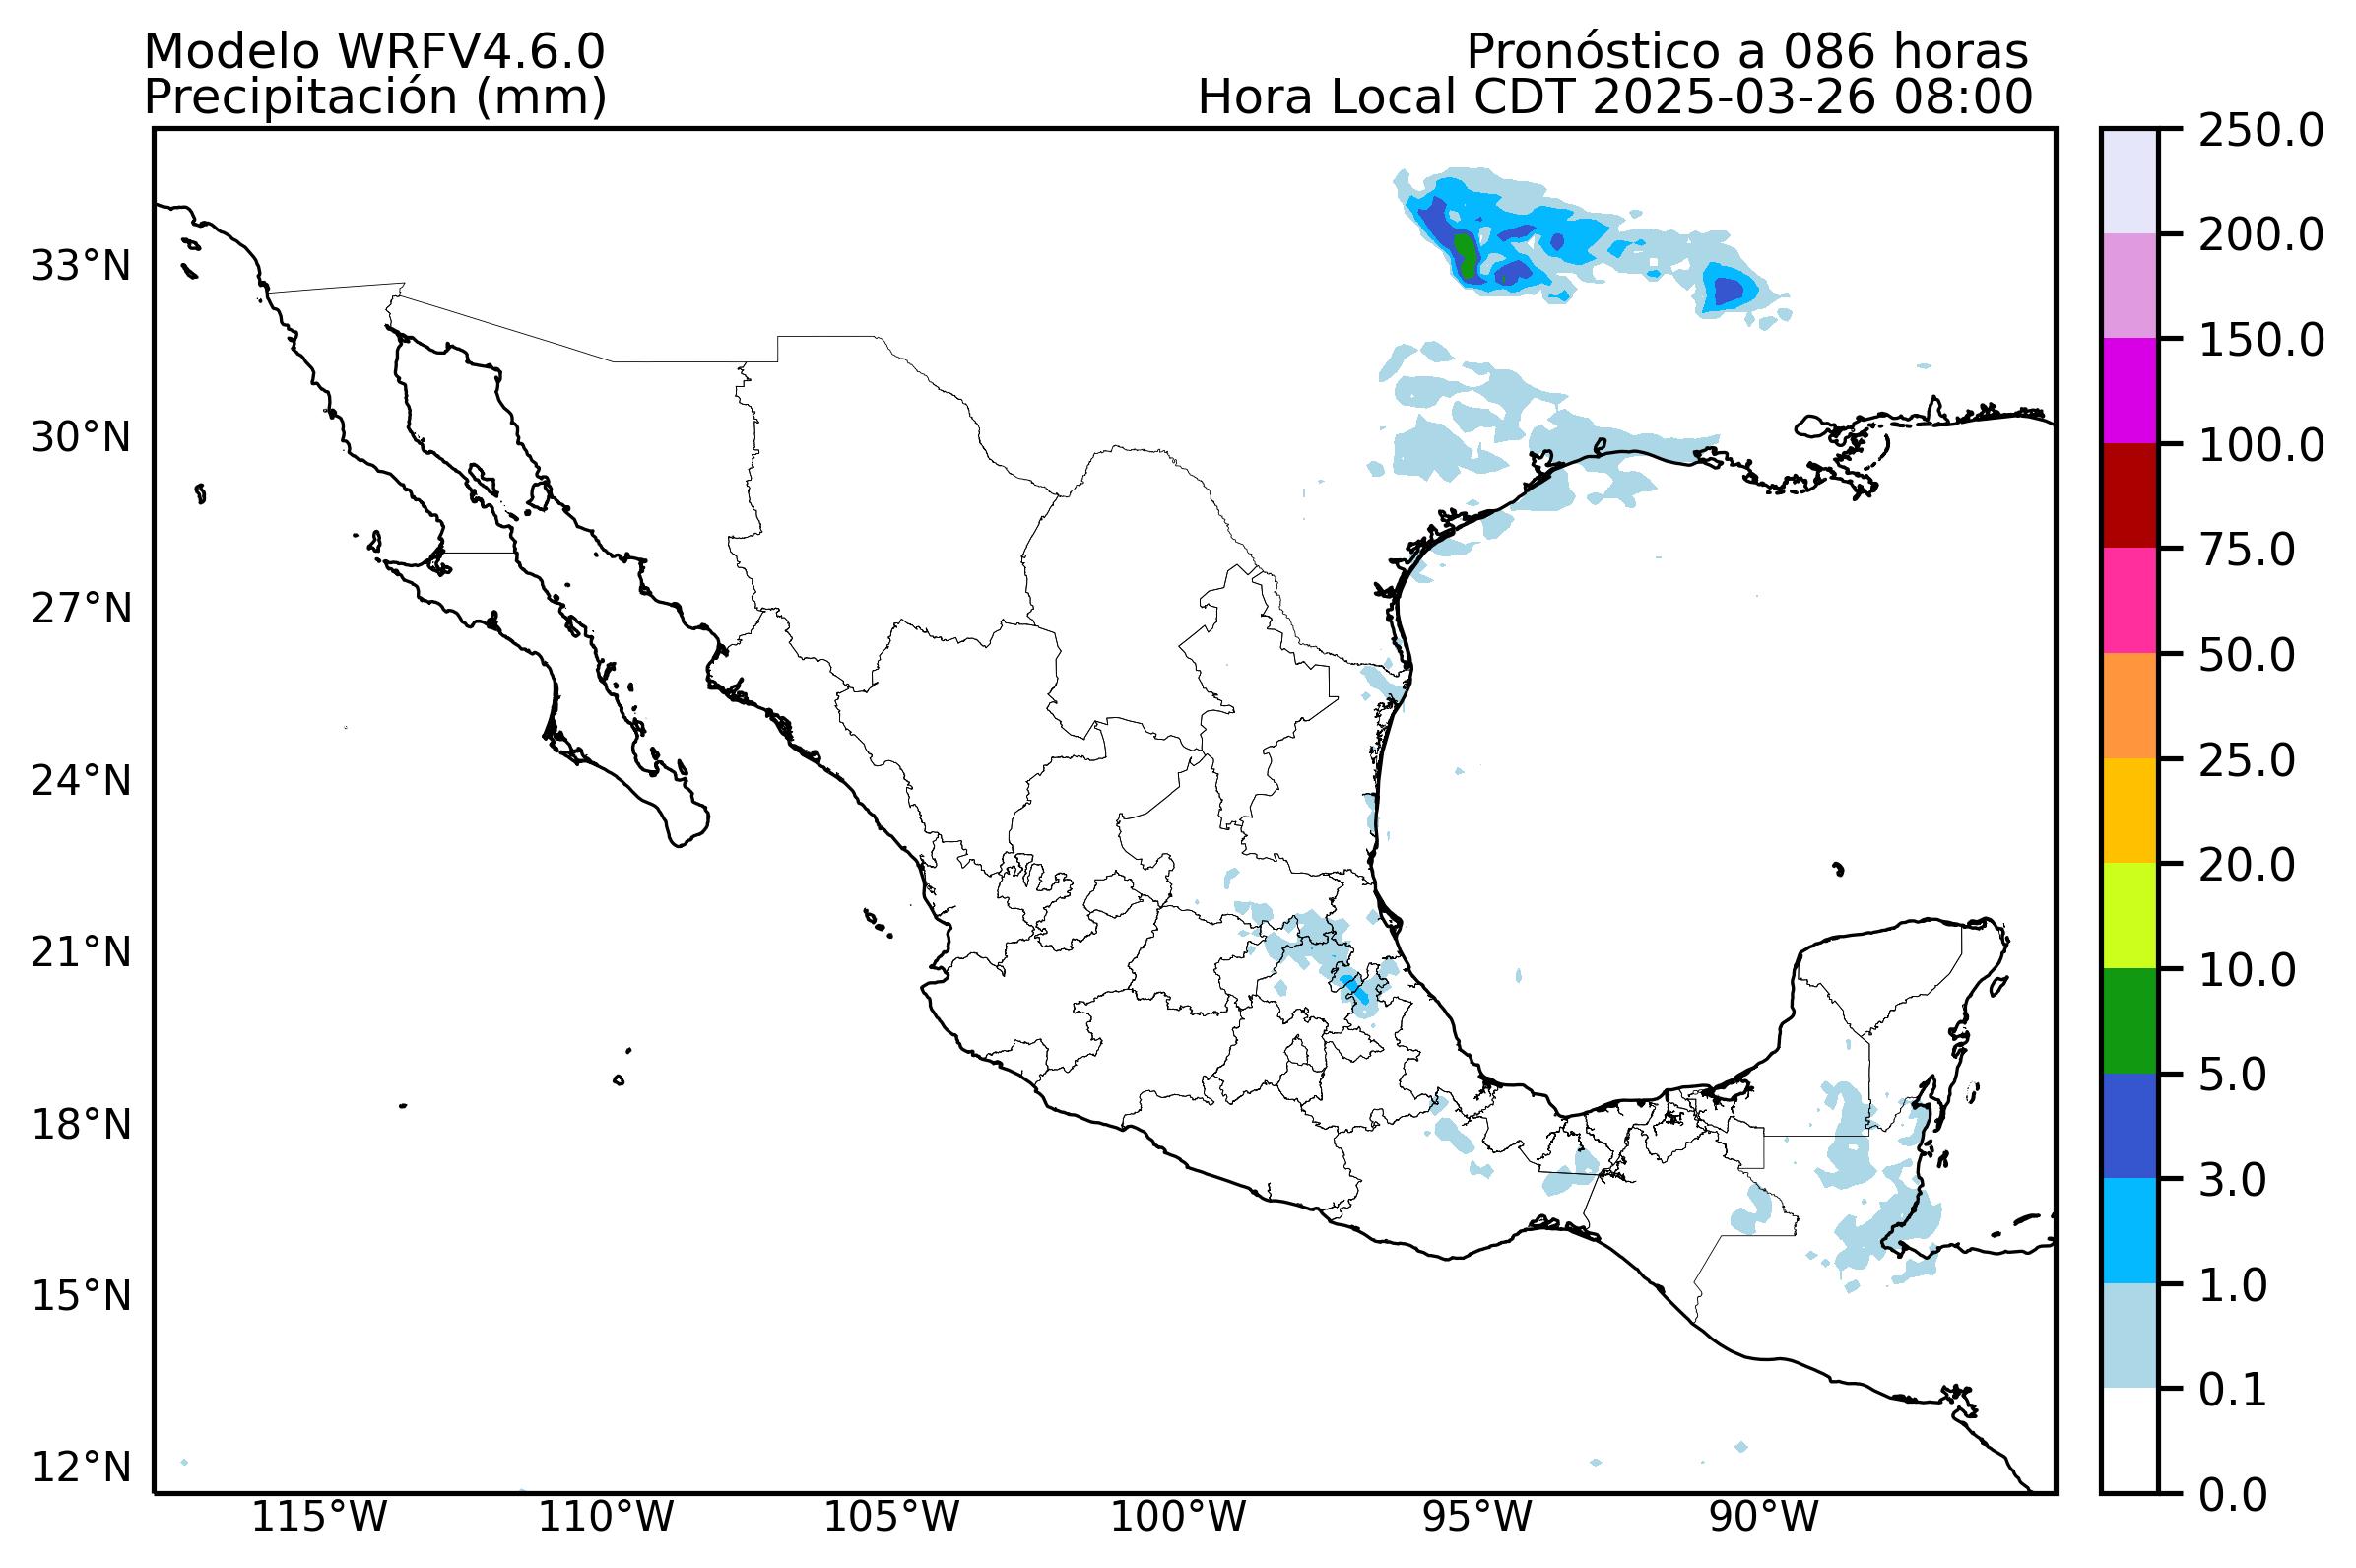 Modelo WRFV4.6.0
Precipitación (mm)
Pronóstico a 086 horas
Hora Local CDT 2025-03-26 08:00
33°N
30°N
27°N
24°N
21°N
18°N
15°N
12°N
115°W
110°W
105°W
100°W
95°W
90°W
250.0
200.0
150.0
100.0
75.0
50.0
25.0
20.0
10.0
5.0
3.0
1.0
0.1
0.0